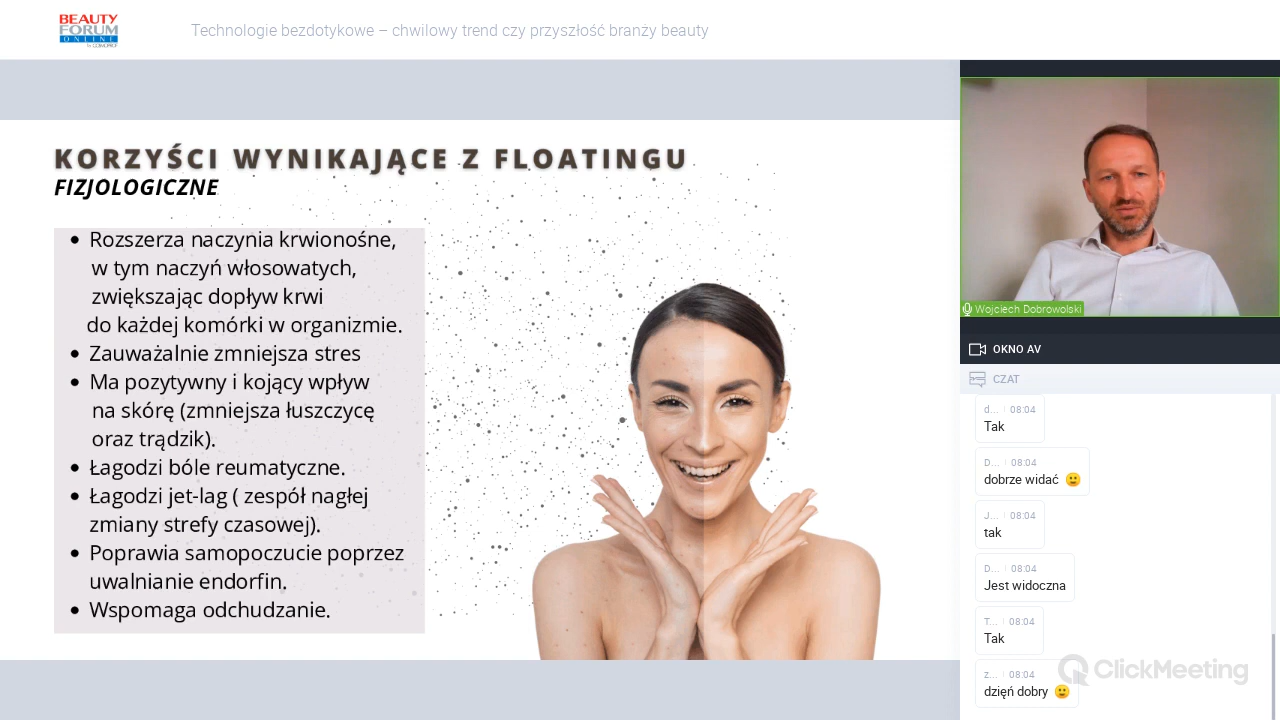 BEAUTY
FORUM
ONLINE
by COMOPROF
Technologie bezdotykowe – chwilowy trend czy przyszłość branży beauty
KORZYŚCI WYNIKAJĄCE Z FLOATINGU
FIZJOLOGICZNE
• Rozszerza naczynia krwionośne,
w tym naczyń włosowatych,
zwiększając dopływ krwi
do każdej komórki w organizmie.
• Zauważalnie zmniejsza stres
• Ma pozytywny i kojący wpływ
na skórę (zmniejsza łuszczycę
oraz trądzik).
• Łagodzi bóle reumatyczne.
• Łagodzi jet-lag ( zespół nagłej
zmiany strefy czasowej).
• Poprawia samopoczucie poprzez
uwalnianie endorfin.
• Wspomaga odchudzanie.
Wojciech Dobrowolski
OKNO AV
CZAT
d... 08:04
Tak
D... 08:04
dobrze widać 🙂
J... 08:04
tak
D... 08:04
Jest widoczna
T... 08:04
Tak
z... 08:04
dzięń dobry 🙂
ClickMeeting